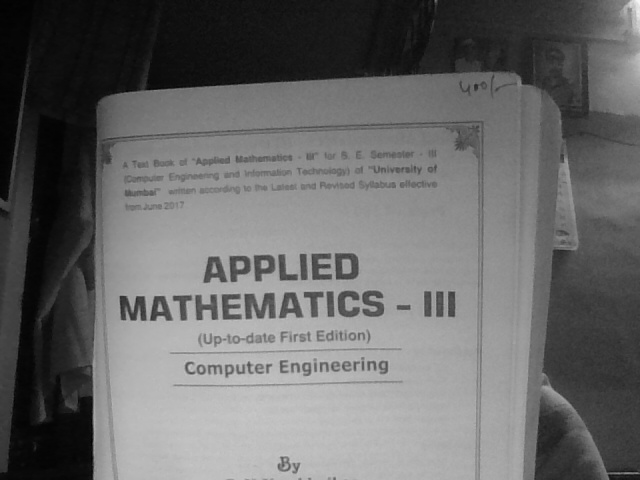 400/-
A Text Book of "Applied Mathematics - III" for S. E. Semester - III
(Computer Engineering and Information Technology) of "University of
Mumbai" written according to the Latest and Revised Syllabus effective
from June 2017
APPLIED
MATHEMATICS - III
(Up-to-date First Edition)
Computer Engineering
By